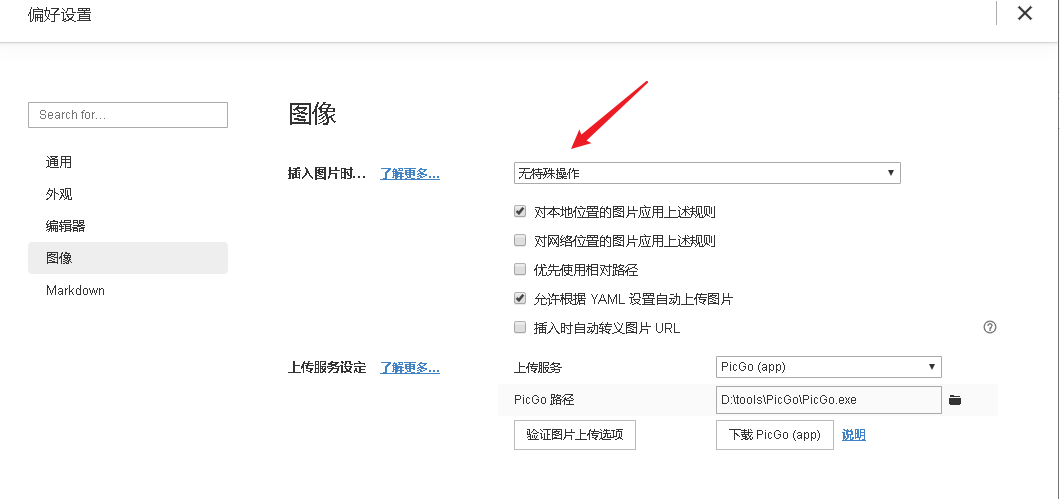 偏好设置
Search for...
通用
外观
编辑器
图像
Markdown
图像
插入图片时... 了解更多... 无特殊操作
对本地位置的图片应用上述规则
对网络位置的图片应用上述规则
优先使用相对路径
允许根据 YAML 设置自动上传图片
插入时自动转义图片 URL
上传服务设定 了解更多... 上传服务 PicGo (app)
PicGo 路径 D:\tools\PicGo\PicGo.exe
验证图片上传选项 下载 PicGo (app) 说明